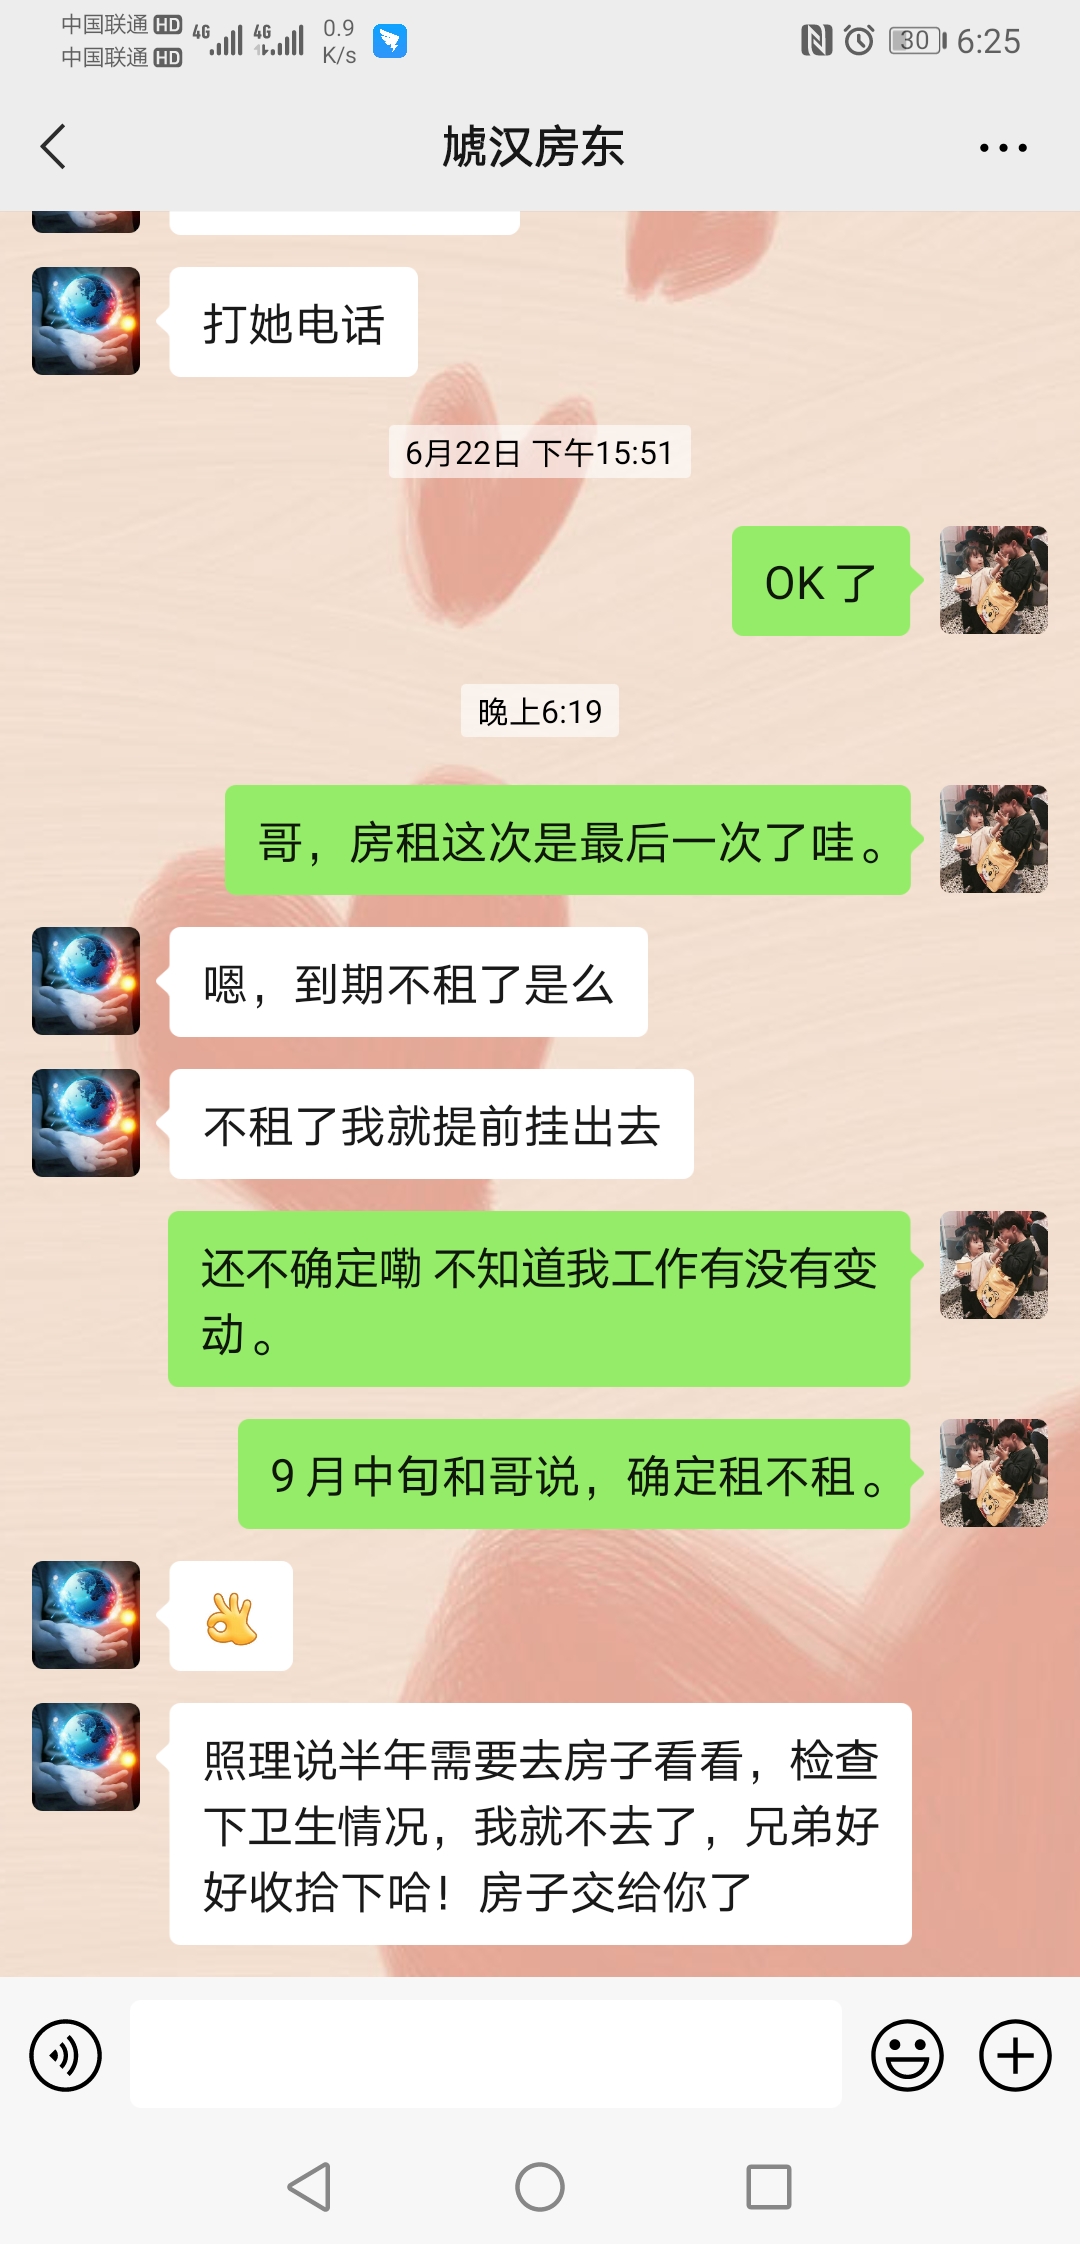 中国联通 HD 4G 4G 0.9 K/s 30 6:25
中国联通 HD
汉房东
打她电话
6月22日 下午15:51
OK了
晚上6:19
哥，房租这次是最后一次了哇。
嗯，到期不租了是么
不租了我就提前挂出去
还不确定嘞 不知道我工作有没有变
动。
9月中旬和哥说，确定租不租。
照理说半年需要去房子看看，检查
下卫生情况，我就不去了，兄弟好
好收拾下哈！房子交给你了